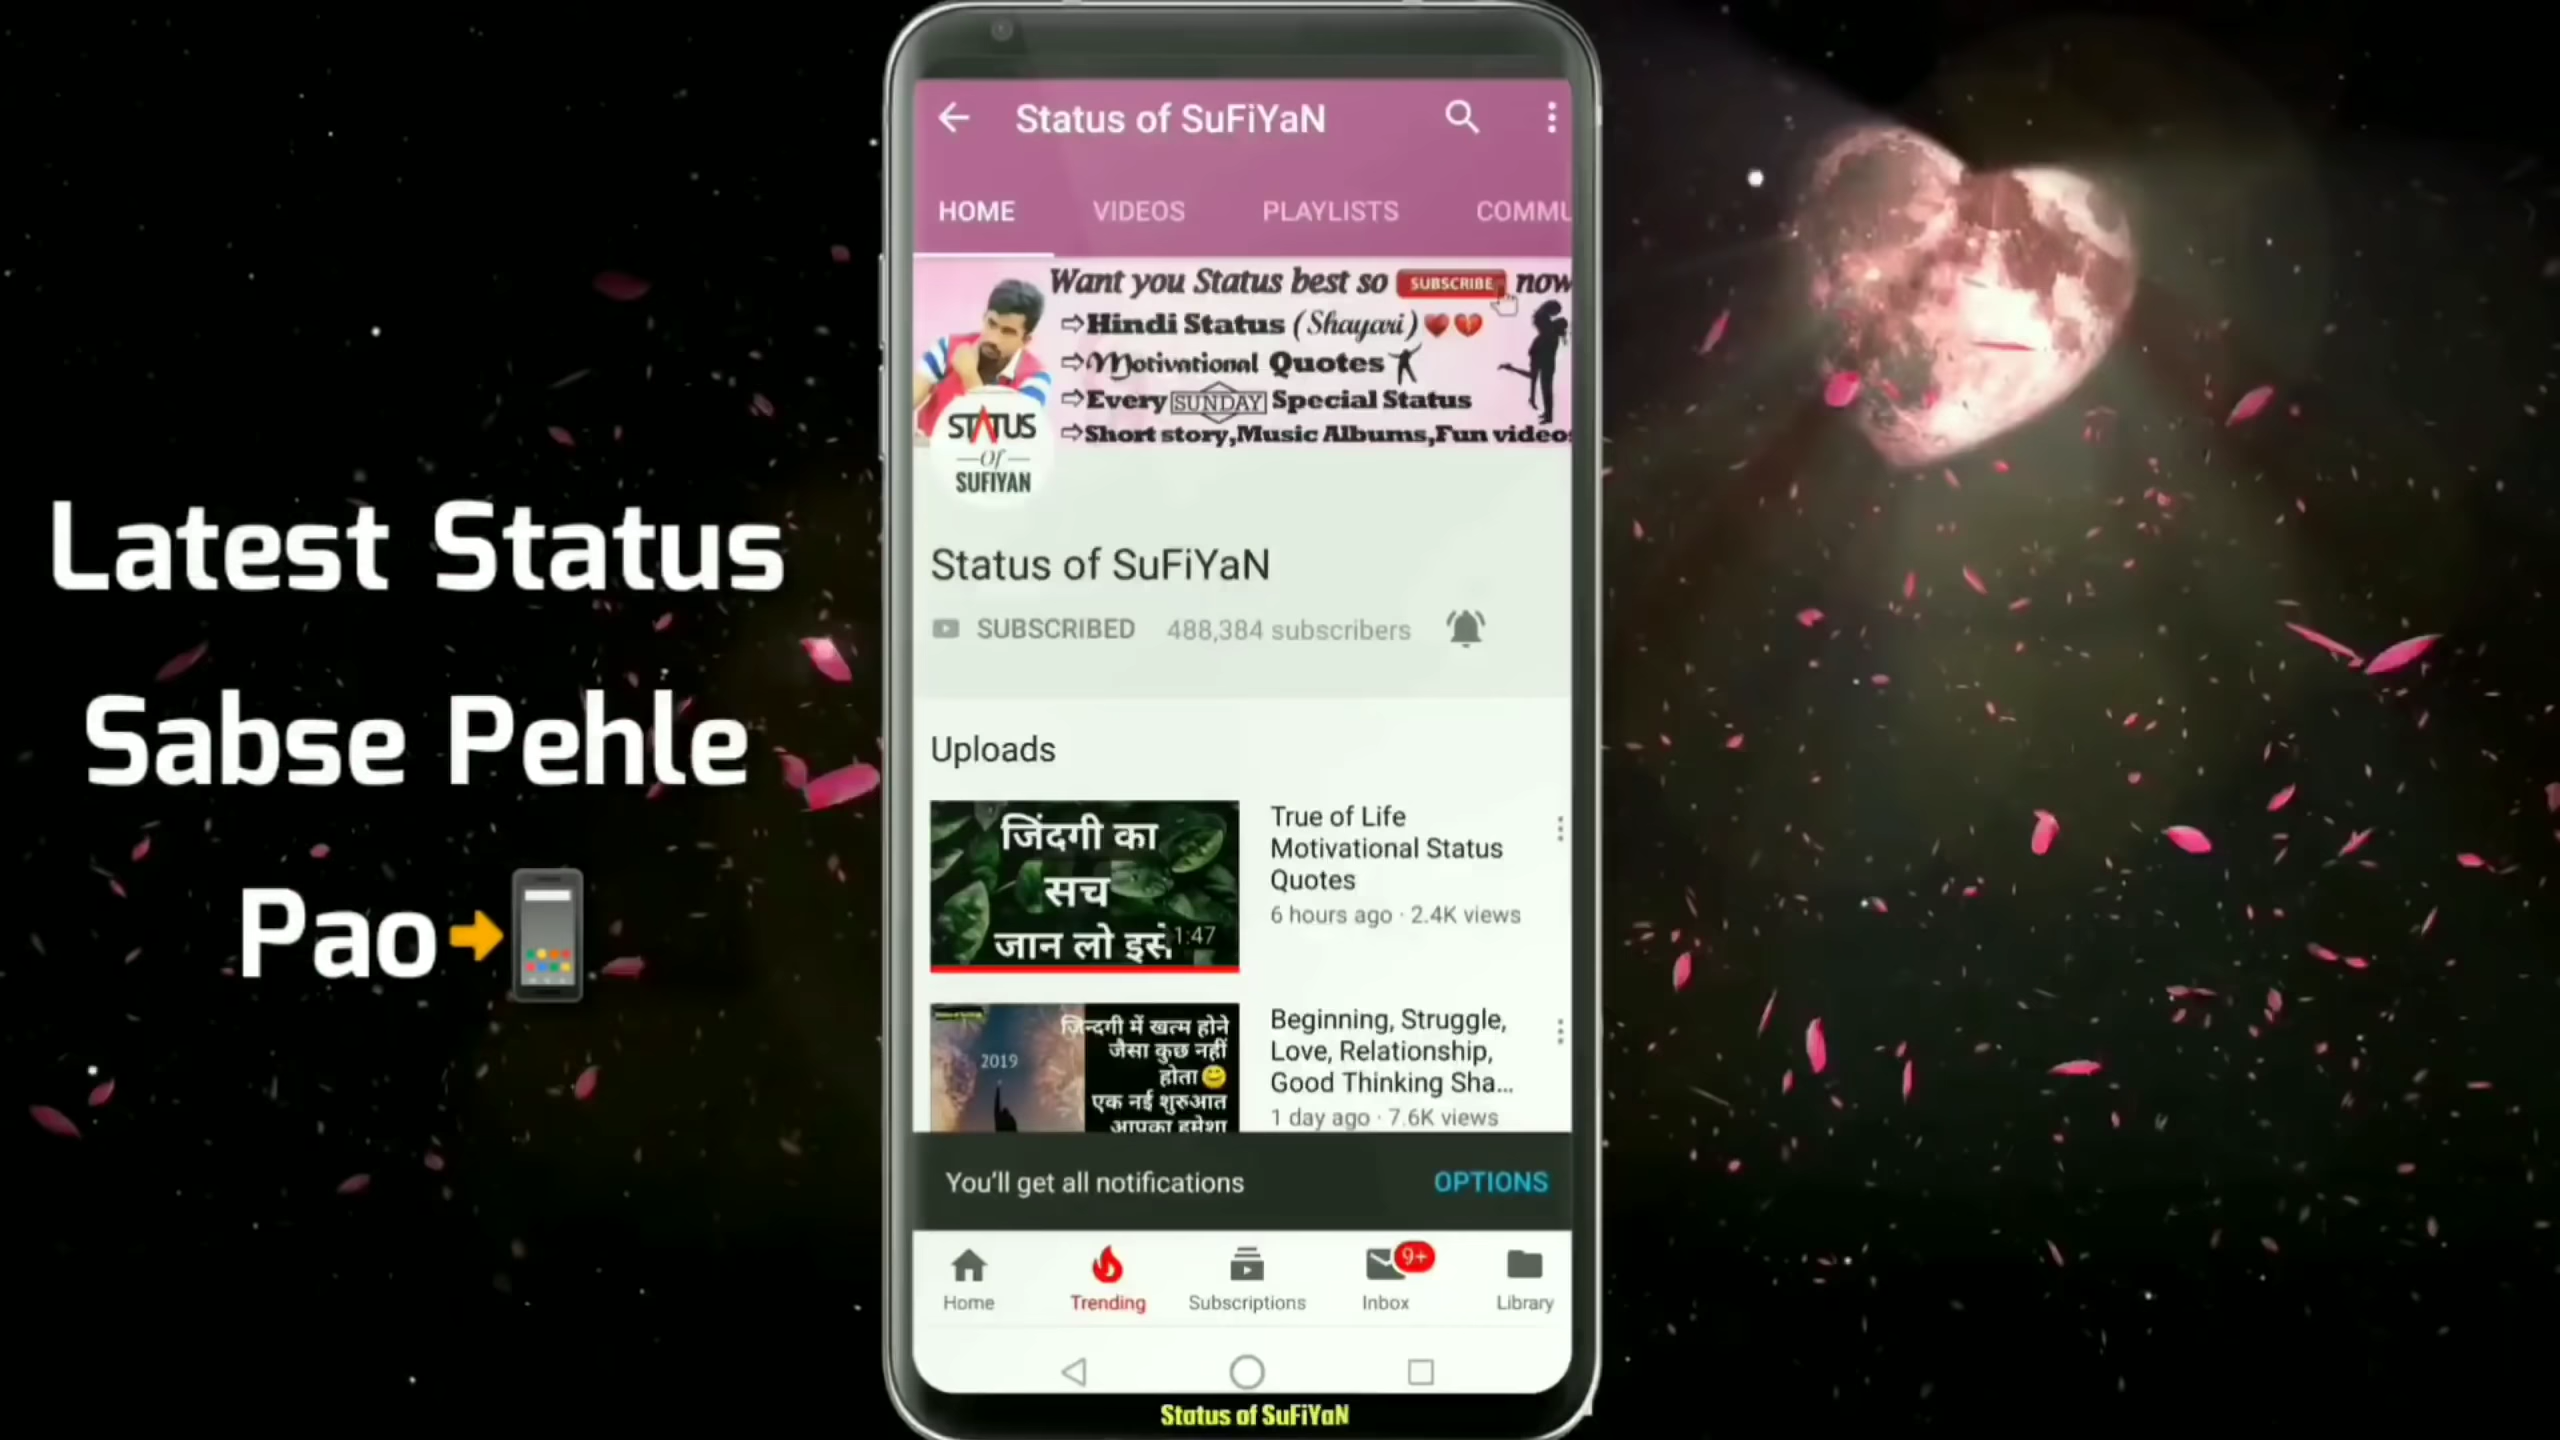 Latest Status
Sabse Pehle
Pao
Status of SuFiYaN
HOME VIDEOS PLAYLISTS COMMU
Want you Status best so SUBSCRIBE now
⇨Hindi Status (Shayari)
⇨Motivational Quotes
⇨Every SUNDAY Special Status
⇨Short story,Music Albums,Fun videos
STATUS
Of
SUFIYAN
Status of SuFiYaN
SUBSCRIBED 488,384 subscribers
Uploads
जिंदगी का
सच
जान लो इसे
1:47
True of Life
Motivational Status
Quotes
6 hours ago · 2.4K views
2019
जिन्दगी में खत्म होने
जैसा कुछ नहीं
होता
एक नई शुरुआत
आपका हमेशा
Beginning, Struggle,
Love, Relationship,
Good Thinking Sha...
1 day ago · 7.6K views
You'll get all notifications OPTIONS
9+
Home Trending Subscriptions Inbox Library
Status of SuFiYaN